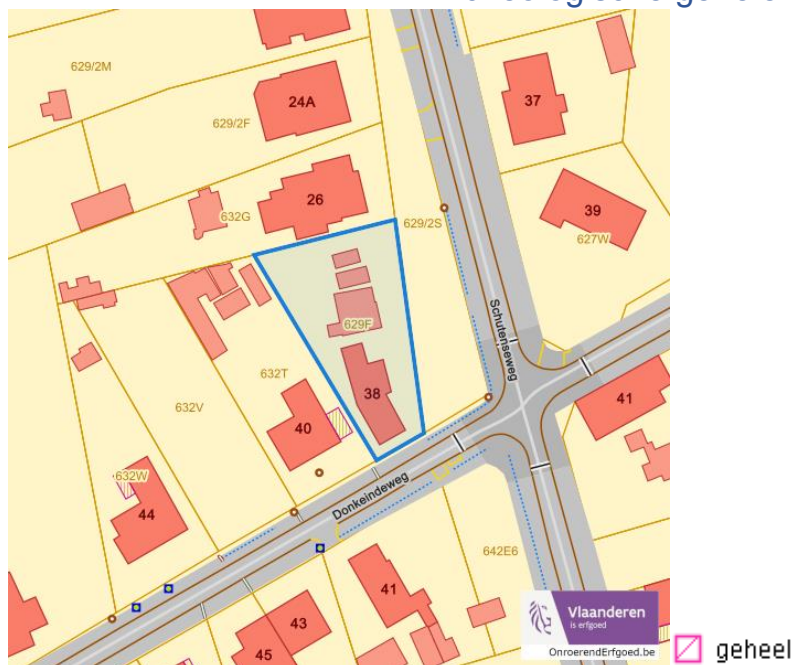 629/2M
24A
629/2F
37
26
632G
629/2S
39
627W
629F
Schutenseweg
632T
38
632V
40
41
632W
44
Donkeindeweg
642E6
41
43
45
Vlaanderen
is erfgoed
OnroerendErfgoed.be
geheel